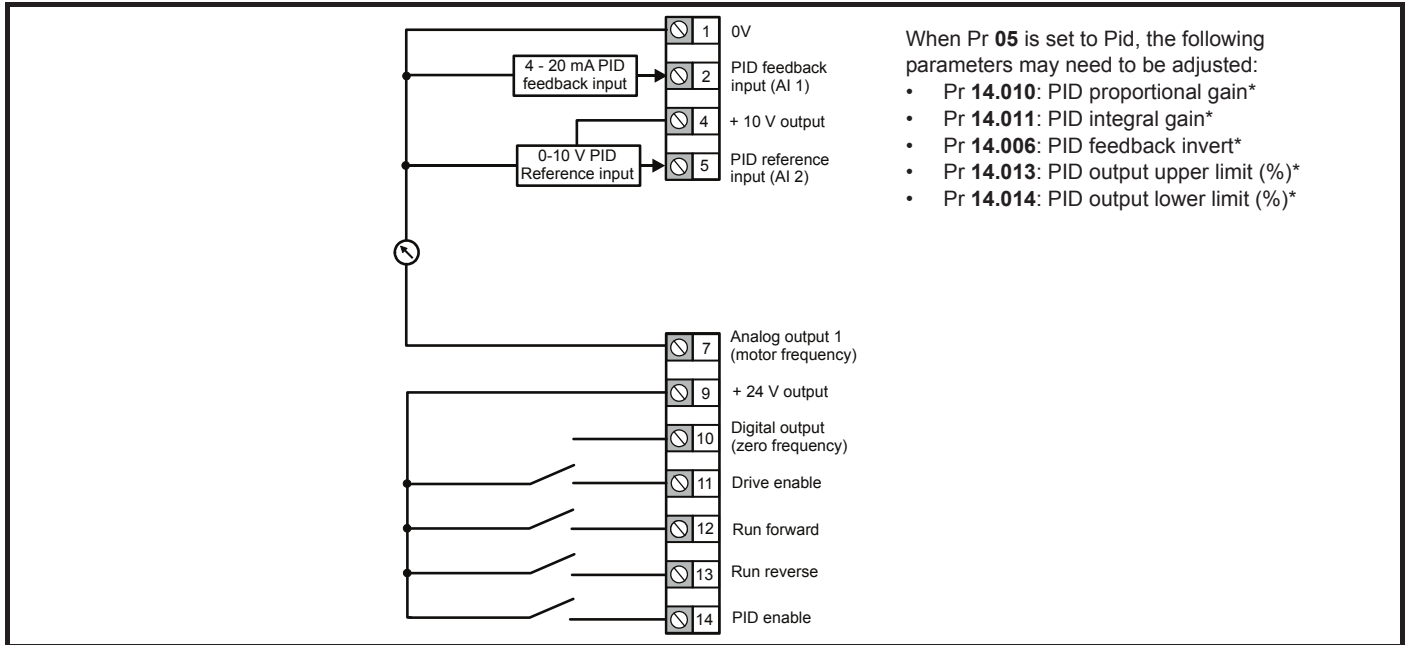 1 0V
4 - 20 mA PID
feedback input
2 PID feedback
input (AI 1)
4 + 10 V output
0-10 V PID
Reference input
5 PID reference
input (AI 2)
7 Analog output 1
(motor frequency)
9 + 24 V output
10 Digital output
(zero frequency)
11 Drive enable
12 Run forward
13 Run reverse
14 PID enable
When Pr 05 is set to Pid, the following
parameters may need to be adjusted:
• Pr 14.010: PID proportional gain*
• Pr 14.011: PID integral gain*
• Pr 14.006: PID feedback invert*
• Pr 14.013: PID output upper limit (%)*
• Pr 14.014: PID output lower limit (%)*